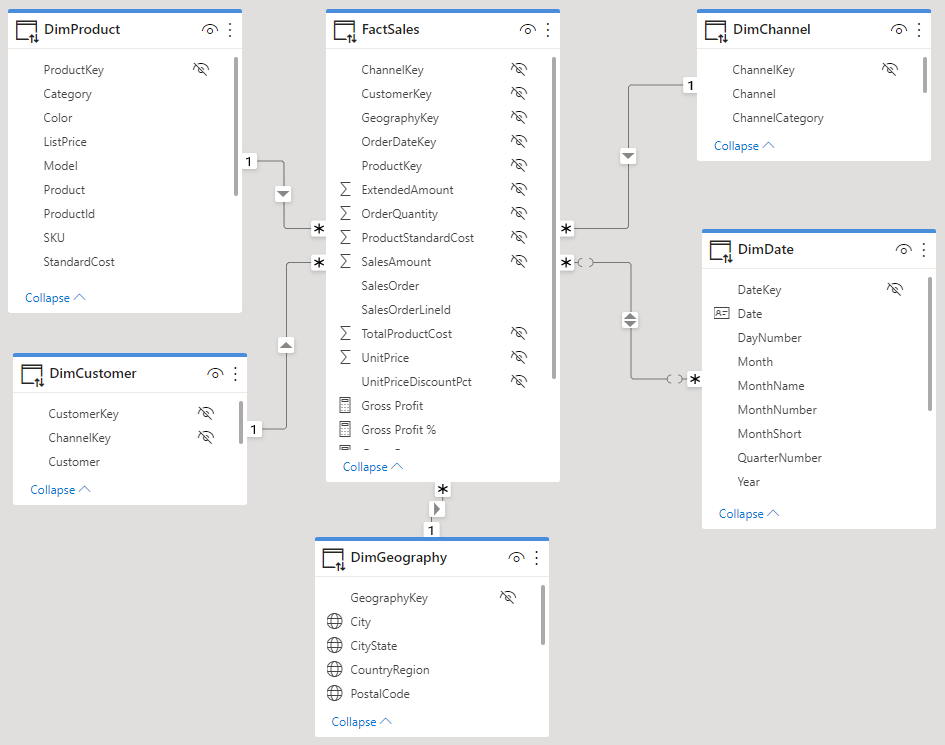 DimProduct
ProductKey
Category
Color
ListPrice
Model
Product
ProductId
SKU
StandardCost
Collapse
FactSales
ChannelKey
CustomerKey
GeographyKey
OrderDateKey
ProductKey
ExtendedAmount
OrderQuantity
ProductStandardCost
SalesAmount
SalesOrder
SalesOrderLineId
TotalProductCost
UnitPrice
UnitPriceDiscountPct
Gross Profit
Gross Profit %
Collapse
DimChannel
ChannelKey
Channel
ChannelCategory
Collapse
DimCustomer
CustomerKey
ChannelKey
Customer
Collapse
DimDate
DateKey
Date
DayNumber
Month
MonthName
MonthNumber
MonthShort
QuarterNumber
Year
Collapse
DimGeography
GeographyKey
City
CityState
CountryRegion
PostalCode
Collapse
1
*
1
*
1
*
*
*
*
1
1